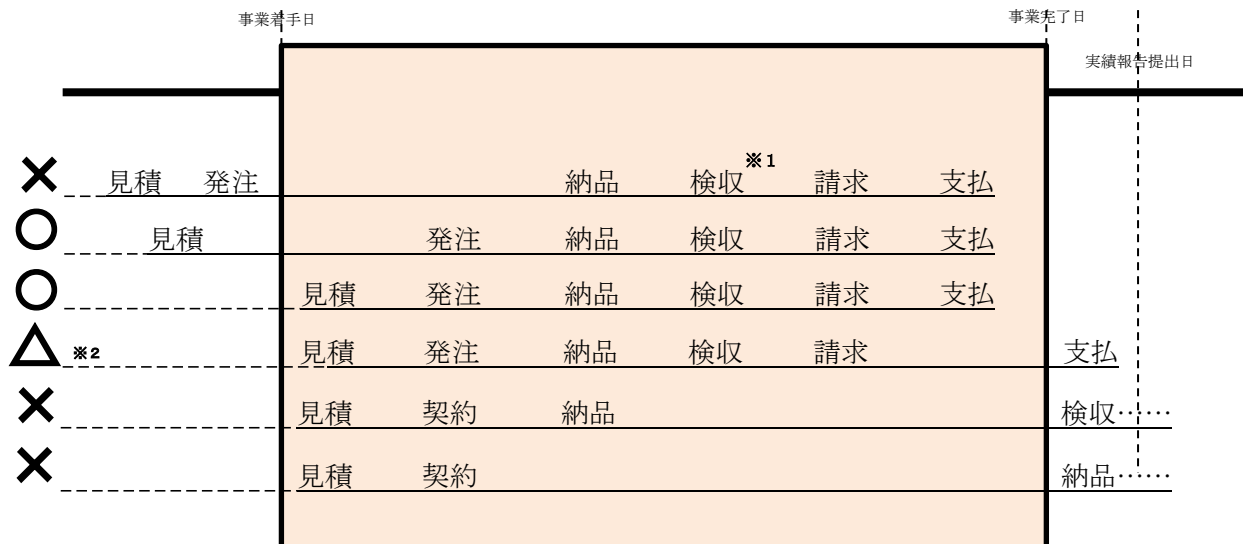 事業着手日 事業完了日
実績報告提出日
※1
× 見積 発注 納品 検収 請求 支払
○ 見積 発注 納品 検収 請求 支払
○ 見積 発注 納品 検収 請求 支払
△ ※2 見積 発注 納品 検収 請求 支払
× 見積 契約 納品 検収……
× 見積 契約 納品……